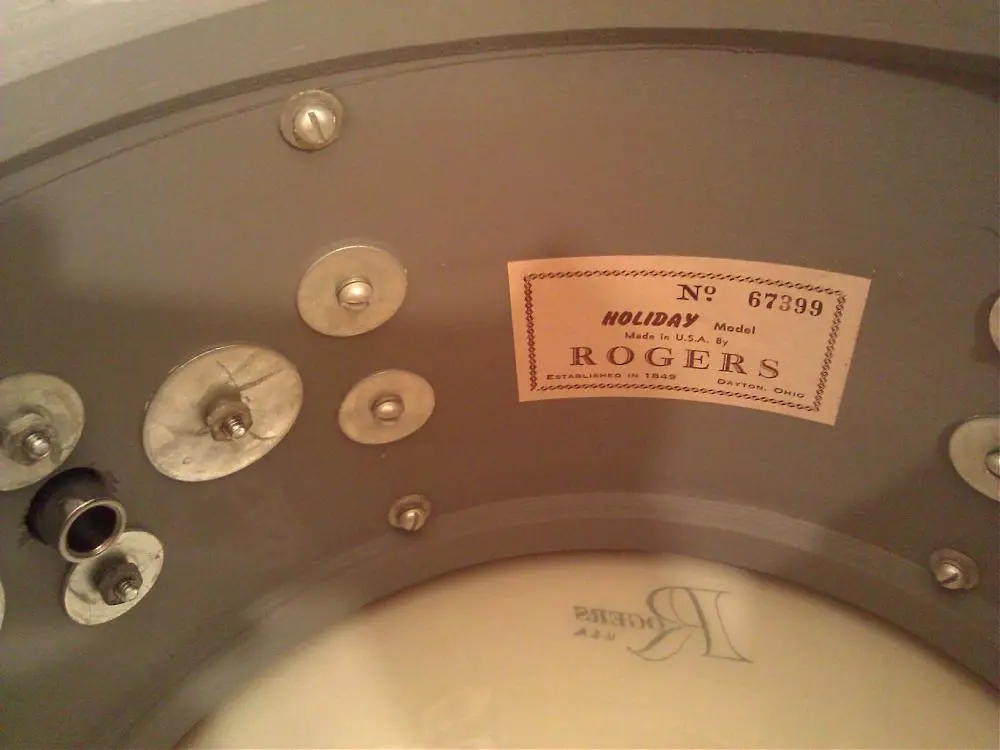 Nº 67399
HOLIDAY Model
Made in U.S.A. By
ROGERS
ESTABLISHED IN 1849 DAYTON, OHIO
ROGERS
U.S.A.